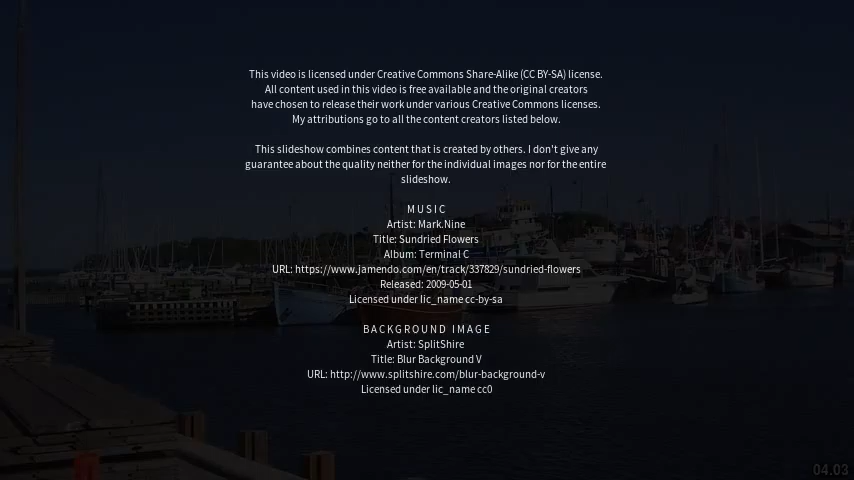 This video is licensed under Creative Commons Share-Alike (CC BY-SA) license.
All content used in this video is free available and the original creators
have chosen to release their work under various Creative Commons licenses.
My attributions go to all the content creators listed below.
This slideshow combines content that is created by others. I don't give any
guarantee about the quality neither for the individual images nor for the entire
slideshow.
MUSIC
Artist: Mark.Nine
Title: Sundried Flowers
Album: Terminal C
URL: https://www.jamendo.com/en/track/337829/sundried-flowers
Released: 2009-05-01
Licensed under lic_name cc-by-sa
BACKGROUND IMAGE
Artist: SplitShire
Title: Blur Background V
URL: http://www.splitshire.com/blur-background-v
Licensed under lic_name cc0
04.03